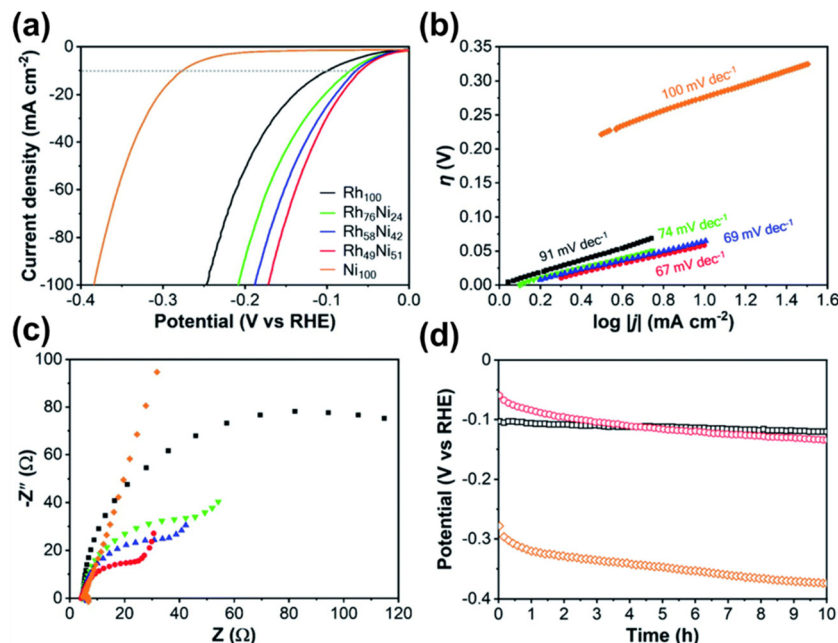 (a)
0
-20
-40
-60
-80
-100
-0.4
-0.3
-0.2
-0.1
0.0
Current density (mA cm⁻²)
Potential (V vs RHE)
Rh₁₀₀
Rh₇₆Ni₂₄
Rh₅₈Ni₄₂
Rh₄₉Ni₅₁
Ni₁₀₀
(b)
0.35
0.30
0.25
0.20
0.15
0.10
0.05
0.00
0.0
0.2
0.4
0.6
0.8
1.0
1.2
1.4
1.6
η (V)
log |j| (mA cm⁻²)
100 mV dec⁻¹
91 mV dec⁻¹
74 mV dec⁻¹
69 mV dec⁻¹
67 mV dec⁻¹
(c)
100
80
60
40
20
0
0
20
40
60
80
100
120
-Z″ (Ω)
Z (Ω)
(d)
0
-0.1
-0.2
-0.3
-0.4
0
1
2
3
4
5
6
7
8
9
10
Potential (V vs RHE)
Time (h)